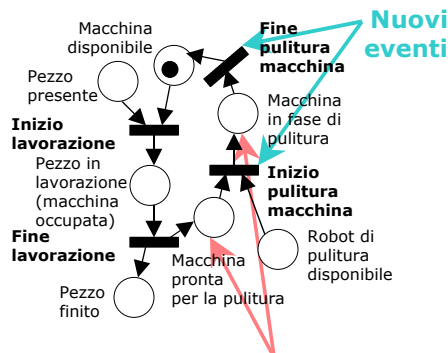 Macchina
disponibile
Fine
pulitura
macchina
Nuovi
eventi
Pezzo
presente
Macchina
in fase di
pulitura
Inizio
lavorazione
Pezzo in
lavorazione
(macchina
occupata)
Inizio
pulitura
macchina
Fine
lavorazione
Macchina
pronta
per la pulitura
Robot di
pulitura
disponibile
Pezzo
finito